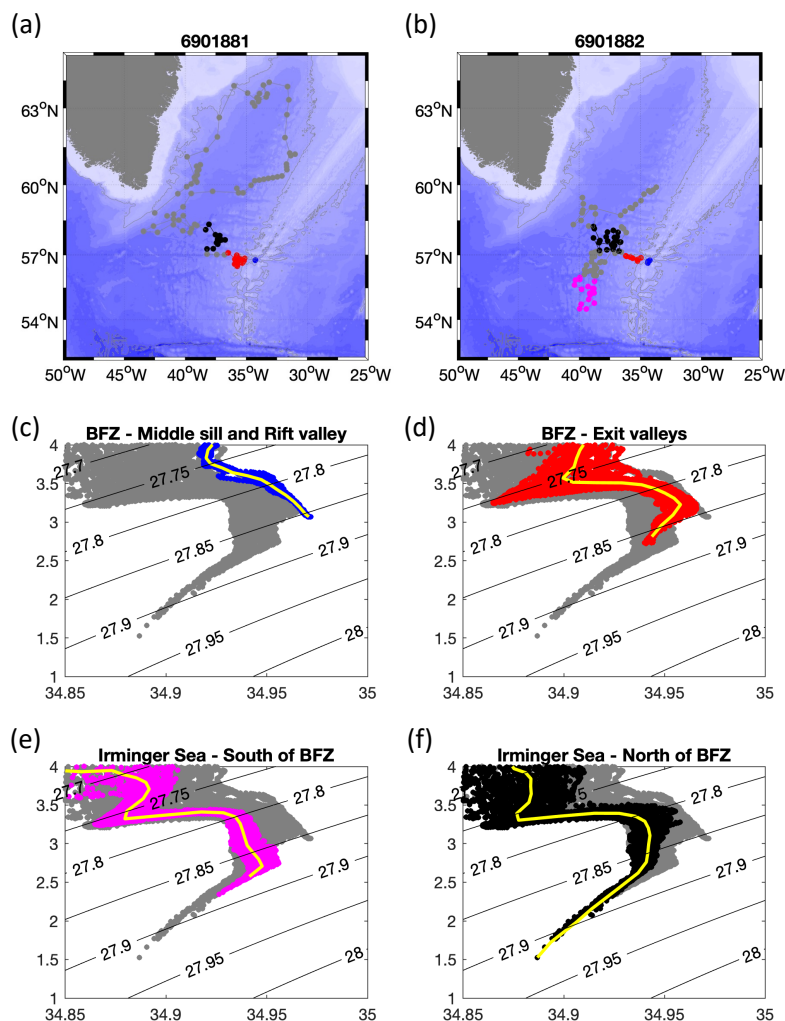 (a)
(b)
6901881
6901882
63°N
60°N
57°N
54°N
63°N
60°N
57°N
54°N
50°W 45°W 40°W 35°W 30°W 25°W
50°W 45°W 40°W 35°W 30°W 25°W
(c)
(d)
BFZ - Middle sill and Rift valley
BFZ - Exit valleys
4
3.5
3
2.5
2
1.5
1
27.7
27.75
27.8
27.8
27.85
27.9
27.9
27.95
28
34.85 34.9 34.95 35
4
3.5
3
2.5
2
1.5
1
27.7
27.75
27.8
27.8
27.85
27.9
27.9
27.95
28
34.85 34.9 34.95 35
(e)
(f)
Irminger Sea - South of BFZ
Irminger Sea - North of BFZ
4
3.5
3
2.5
2
1.5
1
27.7
27.75
27.8
27.8
27.85
27.9
27.9
27.95
28
34.85 34.9 34.95 35
4
3.5
3
2.5
2
1.5
1
27.7
27.75
27.8
27.8
27.85
27.9
27.9
27.95
28
34.85 34.9 34.95 35